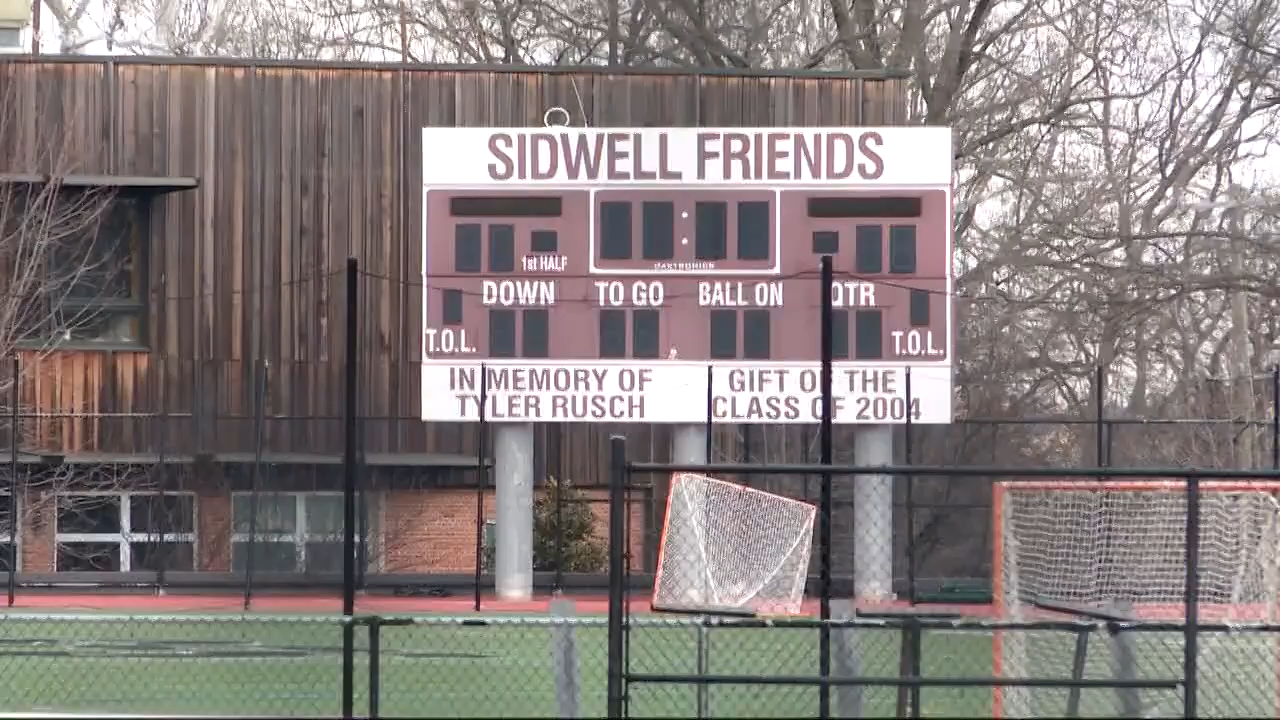 SIDWELL FRIENDS
1st HALF
DAKTRONICS
DOWN TO GO BALL ON QTR
T.O.L. T.O.L.
IN MEMORY OF
TYLER RUSCH
GIFT OF THE
CLASS OF 2004